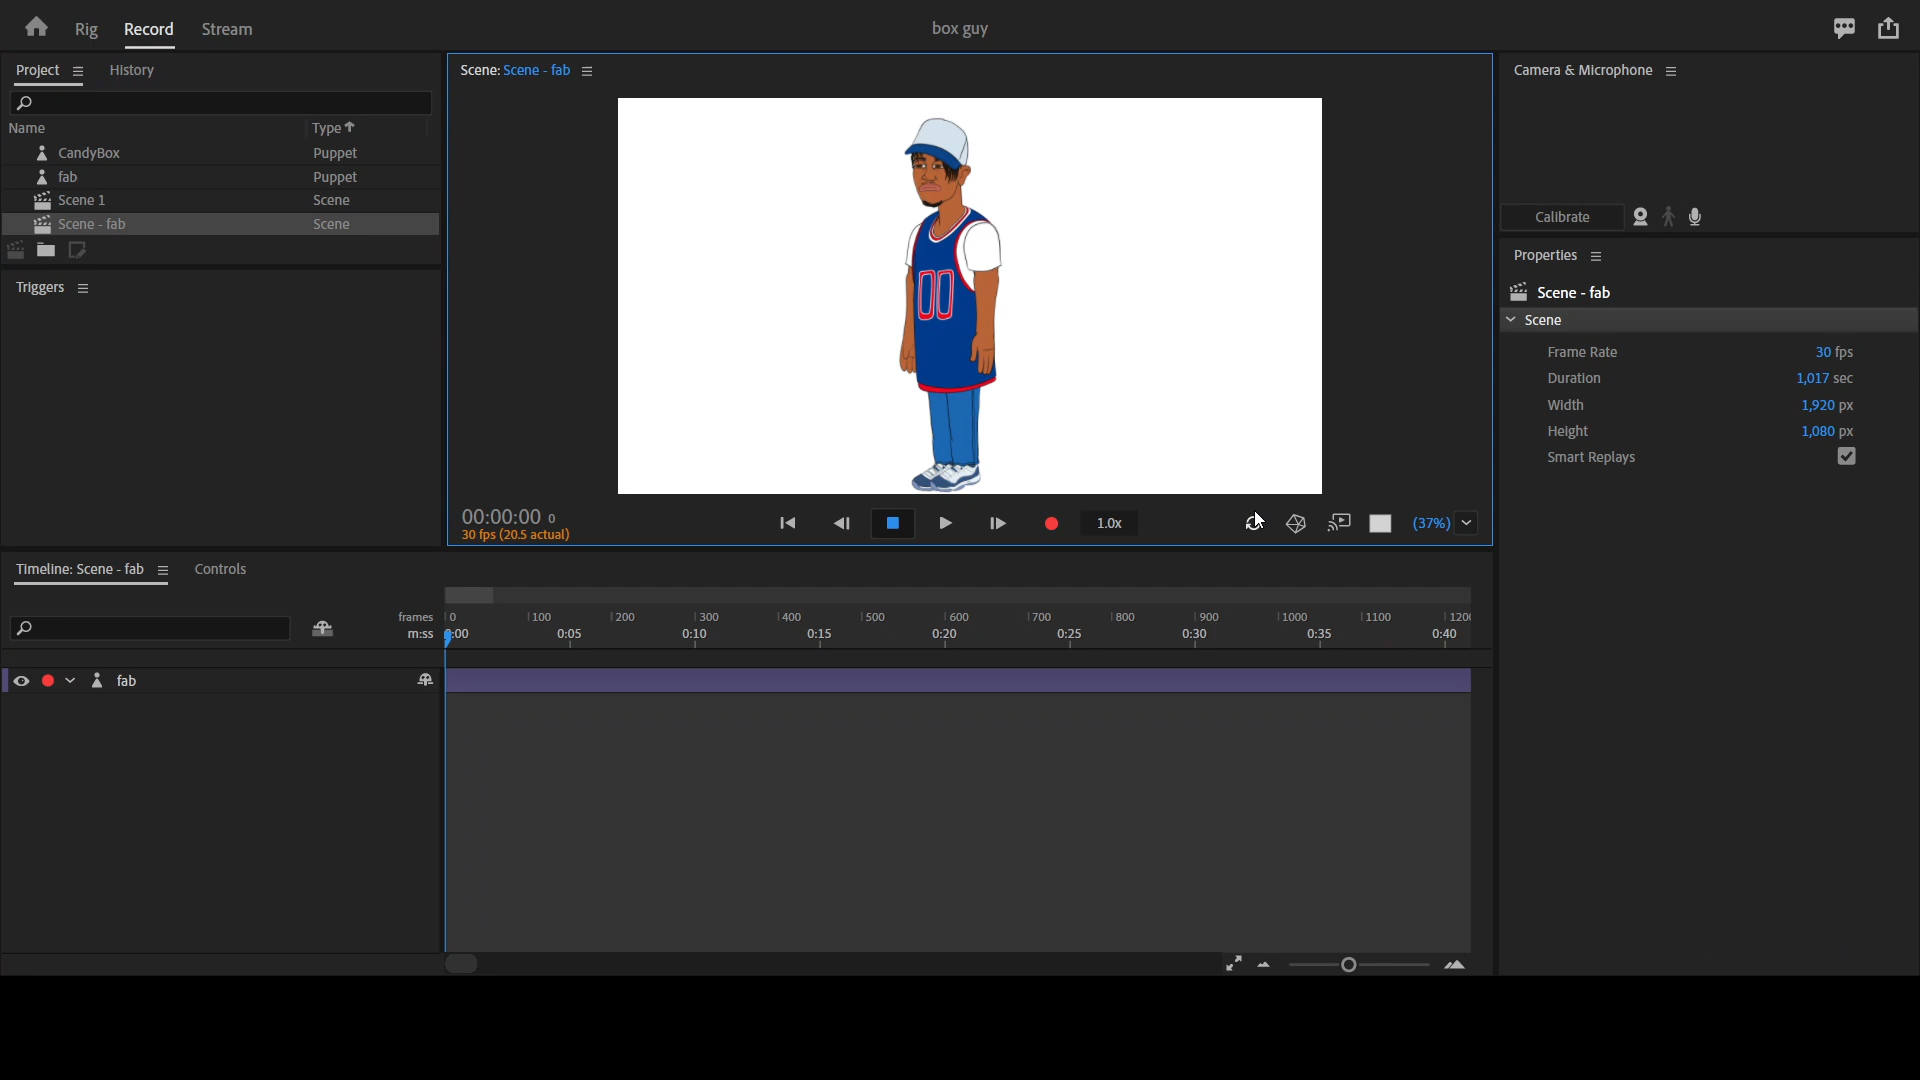 Rig Record Stream box guy
Project History
Name Type
CandyBox Puppet
fab Puppet
Scene 1 Scene
Scene - fab Scene
Triggers
Scene: Scene - fab
00
00:00:00 0
30 fps (20.5 actual)
1.0x
(37%)
Camera & Microphone
Calibrate
Properties
Scene - fab
Scene
Frame Rate 30 fps
Duration 1,017 sec
Width 1,920 px
Height 1,080 px
Smart Replays
Timeline: Scene - fab Controls
frames 0 100 200 300 400 500 600 700 800 900 1000 1100
m:ss 0:05 0:10 0:15 0:20 0:25 0:30 0:35 0:40
fab